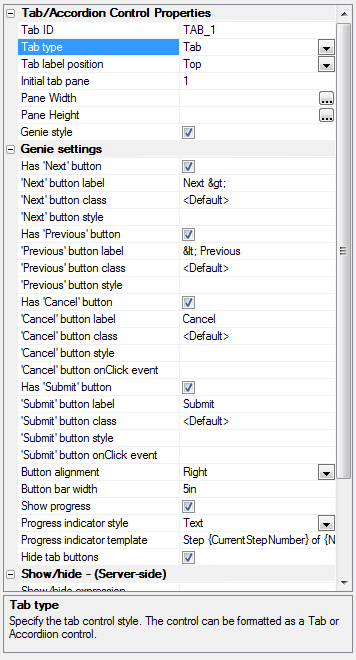 Tab/Accordion Control Properties
Tab ID TAB_1
Tab type Tab
Tab label position Top
Initial tab pane 1
Pane Width ...
Pane Height ...
Genie style
Genie settings
Has 'Next' button
'Next' button label Next &gt;
'Next' button class <Default>
'Next' button style
Has 'Previous' button
'Previous' button label &lt; Previous
'Previous' button class <Default>
'Previous' button style
Has 'Cancel' button
'Cancel' button label Cancel
'Cancel' button class <Default>
'Cancel' button style
'Cancel' button onClick event
Has 'Submit' button
'Submit' button label Submit
'Submit' button class <Default>
'Submit' button style
'Submit' button onClick event
Button alignment Right
Button bar width 5in
Show progress
Progress indicator style Text
Progress indicator template Step {CurrentStepNumber} of {N
Hide tab buttons
Show/hide - (Server-side)
Show/hide expression
Tab type
Specify the tab control style. The control can be formatted as a Tab or
Accordiion control.